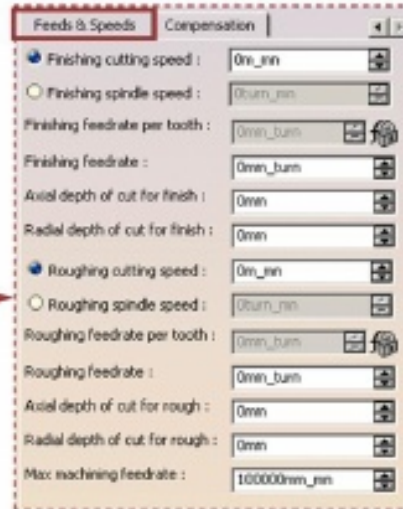 Feeds & Speeds Compensation
Finishing cutting speed : 0m_mn
Finishing spindle speed : 0turn_mn
Finishing feedrate per tooth : 0mm_turn
Finishing feedrate : 0mm_turn
Axial depth of cut for finish : 0mm
Radial depth of cut for finish : 0mm
Roughing cutting speed : 0m_mn
Roughing spindle speed : 0turn_mn
Roughing feedrate per tooth : 0mm_turn
Roughing feedrate : 0mm_turn
Axial depth of cut for rough : 0mm
Radial depth of cut for rough : 0mm
Max machining feedrate : 100000mm_mn